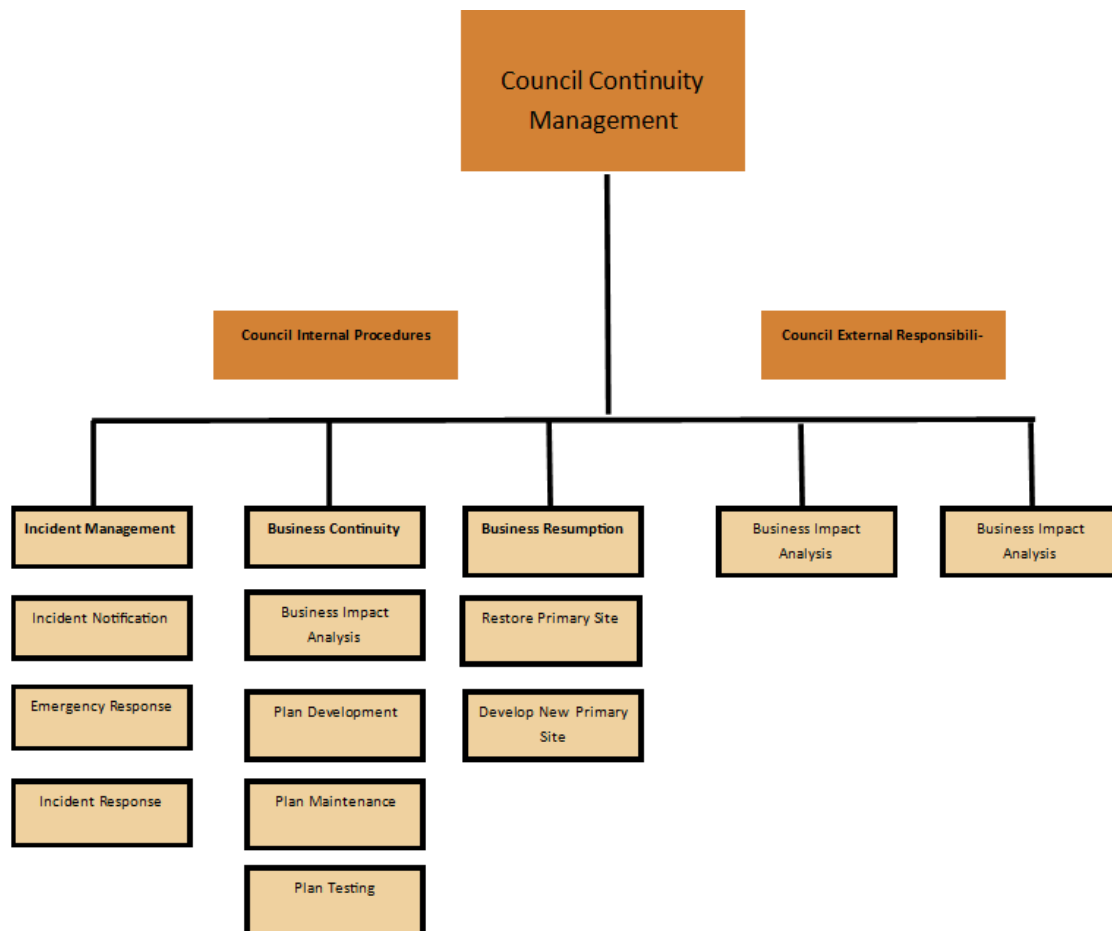 Council Continuity
Management
Council Internal Procedures
Council External Responsibili-
Incident Management
Business Continuity
Business Resumption
Business Impact
Analysis
Business Impact
Analysis
Incident Notification
Business Impact
Analysis
Restore Primary Site
Emergency Response
Plan Development
Develop New Primary
Site
Incident Response
Plan Maintenance
Plan Testing